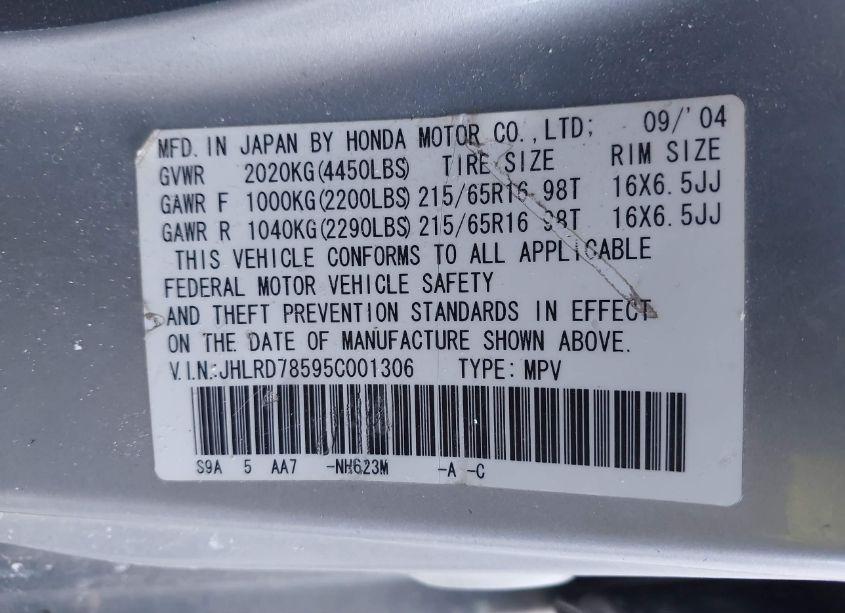 MFD. IN JAPAN BY HONDA MOTOR CO., LTD; 09/'04
GVWR 2020KG(4450LBS) TIRE SIZE RIM SIZE
GAWR F 1000KG(2200LBS) 215/65R16 98T 16X6.5JJ
GAWR R 1040KG(2290LBS) 215/65R16 98T 16X6.5JJ
THIS VEHICLE CONFORMS TO ALL APPLICABLE
FEDERAL MOTOR VEHICLE SAFETY
AND THEFT PREVENTION STANDARDS IN EFFECT
ON THE DATE OF MANUFACTURE SHOWN ABOVE.
V.I.N.:JHLRD78595C001306 TYPE: MPV
S9A 5 AA7 -NH623M -A -C